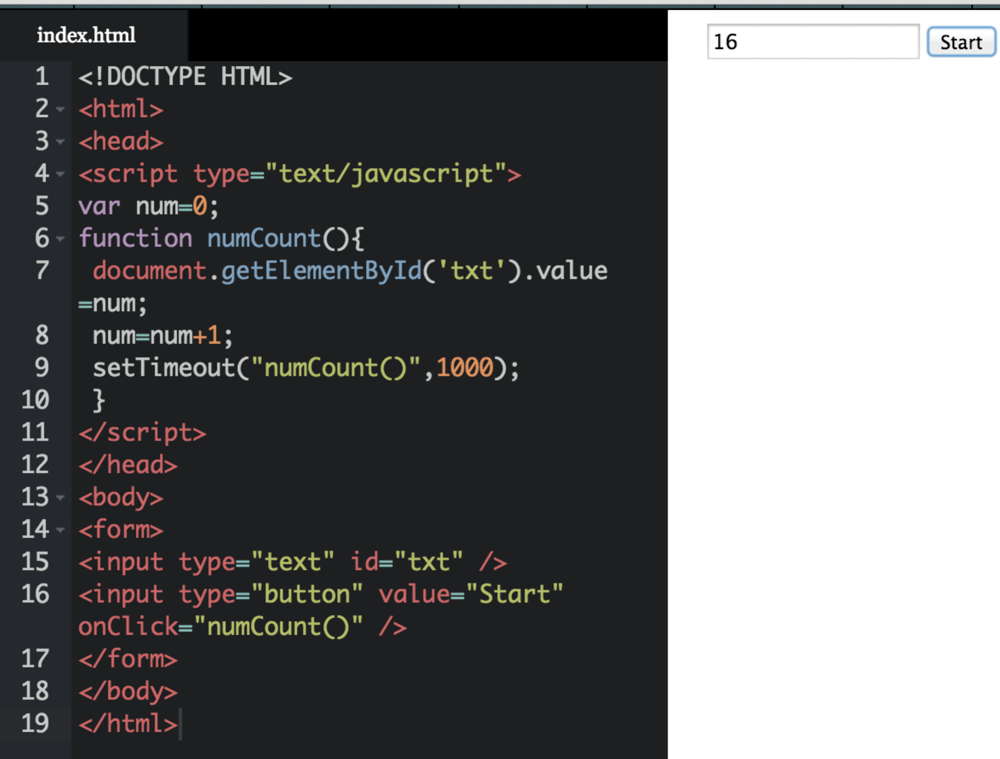 index.html
16
Start
1 <!DOCTYPE HTML>
2 <html>
3 <head>
4 <script type="text/javascript">
5 var num=0;
6 function numCount(){
7  document.getElementById('txt').value
=num;
8  num=num+1;
9  setTimeout("numCount()",1000);
10  }
11 </script>
12 </head>
13 <body>
14 <form>
15 <input type="text" id="txt" />
16 <input type="button" value="Start"
onClick="numCount()" />
17 </form>
18 </body>
19 </html>